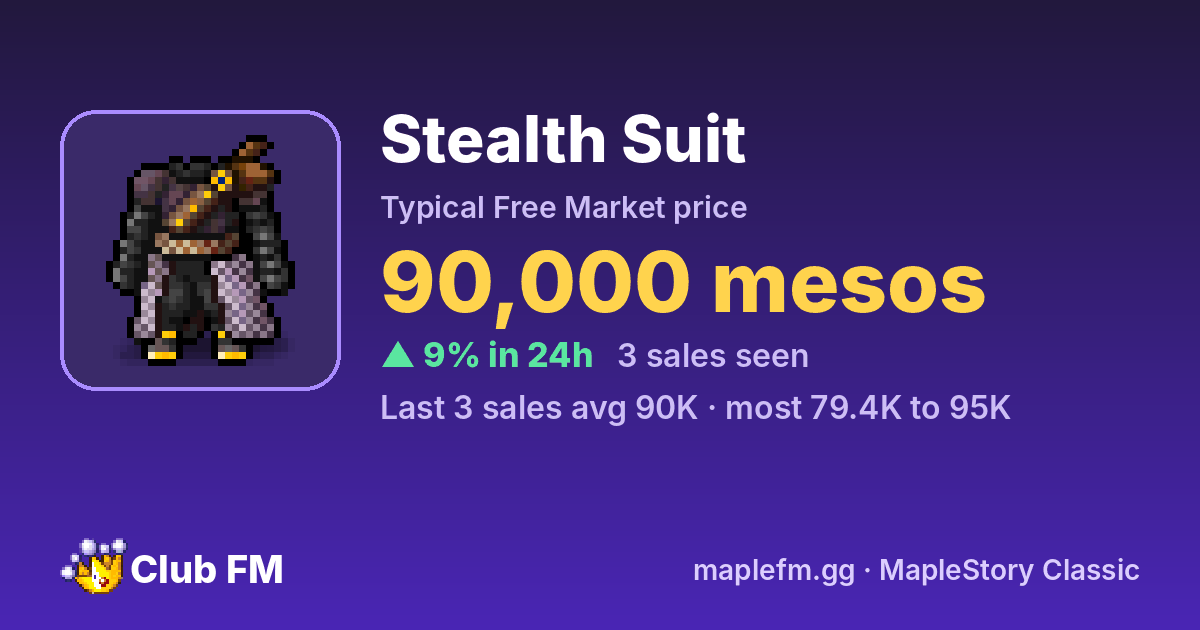 Stealth Suit
Typical Free Market price
90,000 mesos
▲ 9% in 24h 3 sales seen
Last 3 sales avg 90K · most 79.4K to 95K
Club FM
maplefm.gg · MapleStory Classic